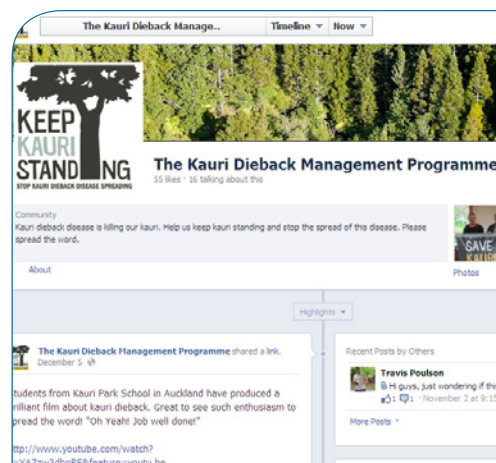 The Kauri Dieback Manage..
Timeline
Now
KEEP
KAURI
STANDING
STOP KAURI DIEBACK DISEASE SPREADING
The Kauri Dieback Management Programme
55 likes · 16 talking about this
Community
Kauri dieback disease is killing our kauri. Help us keep kauri standing and stop the spread of this disease. Please
spread the word.
About
SAVE
Photos
Highlights
The Kauri Dieback Management Programme shared a link.
December 5
tudents from Kauri Park School in Auckland have produced a
rilliant film about kauri dieback. Great to see such enthusiasm to
pread the word! "Oh Yeah! Job well done!"
ttp://www.youtube.com/watch?
Recent Posts by Others
Travis Poulson
Hi guys, just wondering if this
1 1 · November 2 at 9:15
More Posts